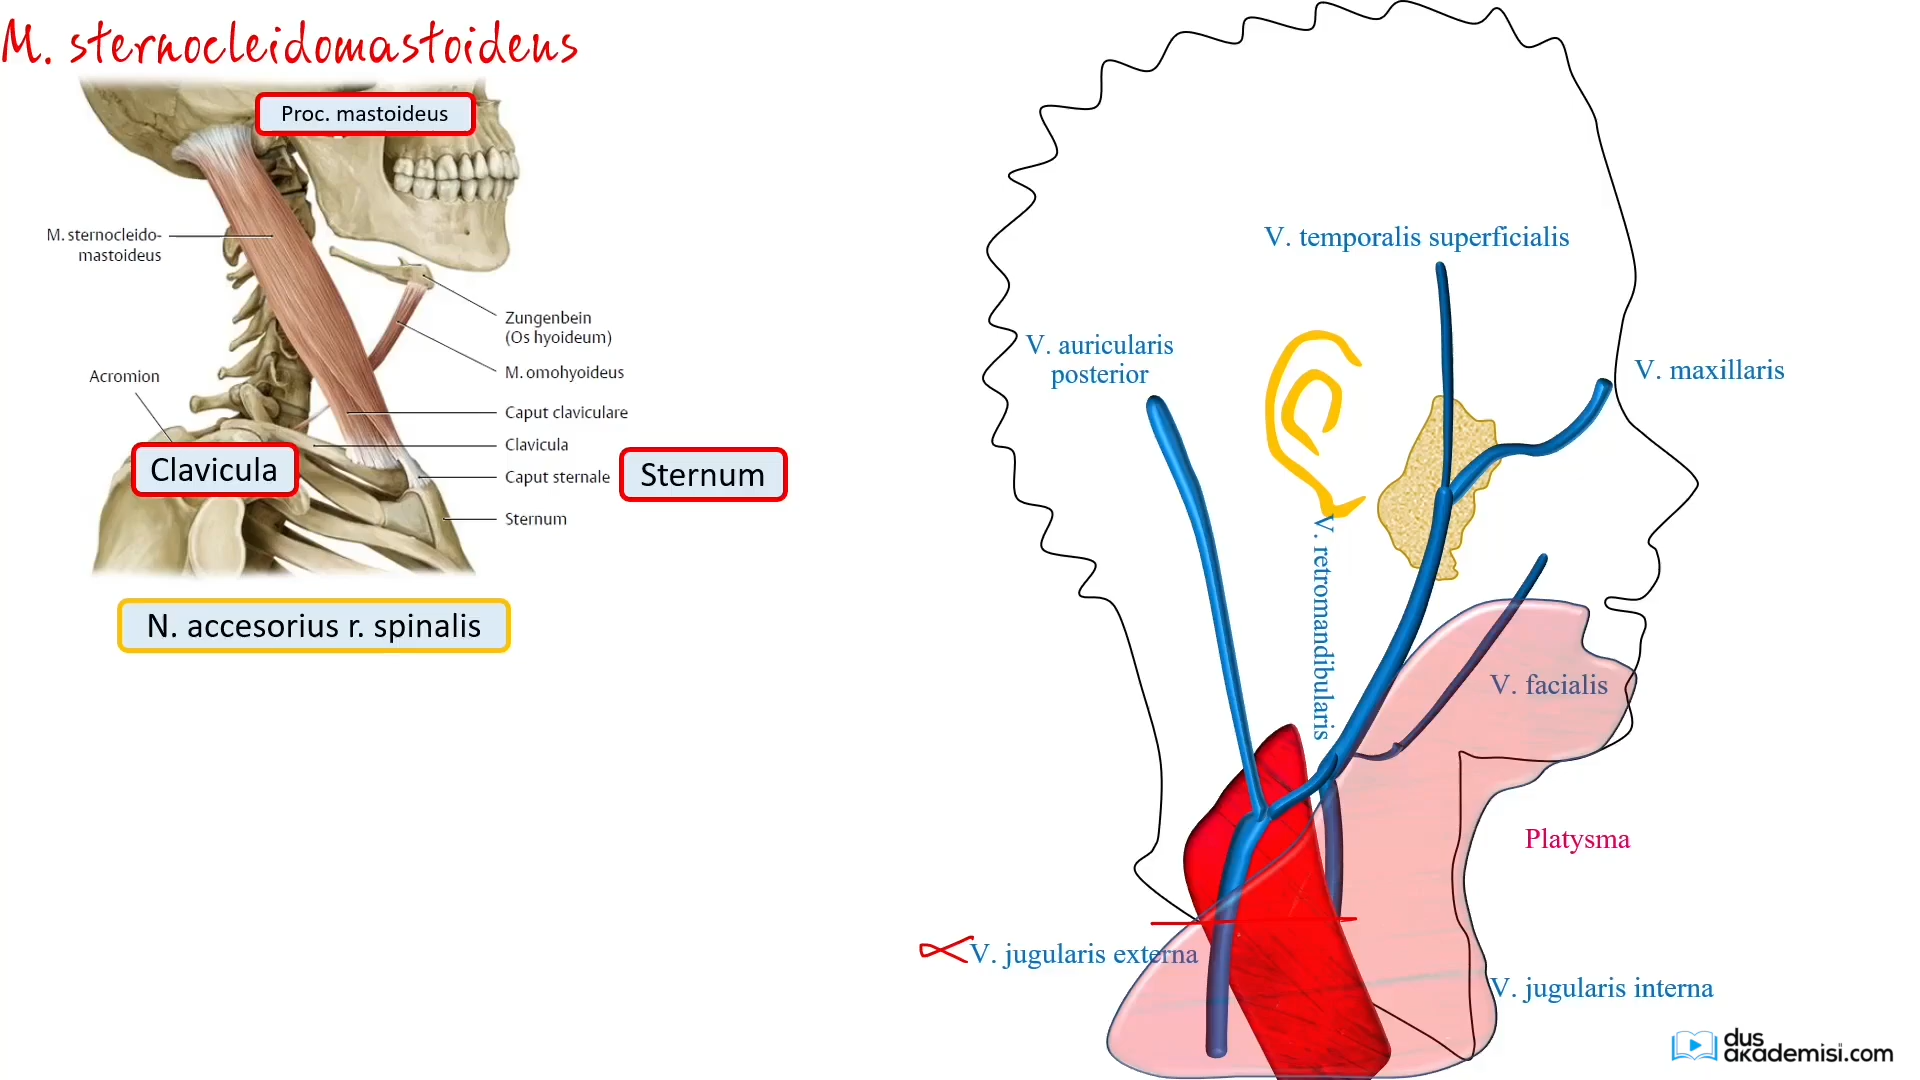 M. sternocleidomastoideus
Proc. mastoideus
M. sternocleido-
mastoideus
Zungenbein
(Os hyoideum)
M. omohyoideus
Acromion
Caput claviculare
Clavicula
Clavicula
Caput sternale
Sternum
Sternum
N. accesorius r. spinalis
V. temporalis superficialis
V. auricularis
posterior
V. maxillaris
V. retromandibularis
V. facialis
Platysma
V. jugularis externa
V. jugularis interna
dus
akademisi.com